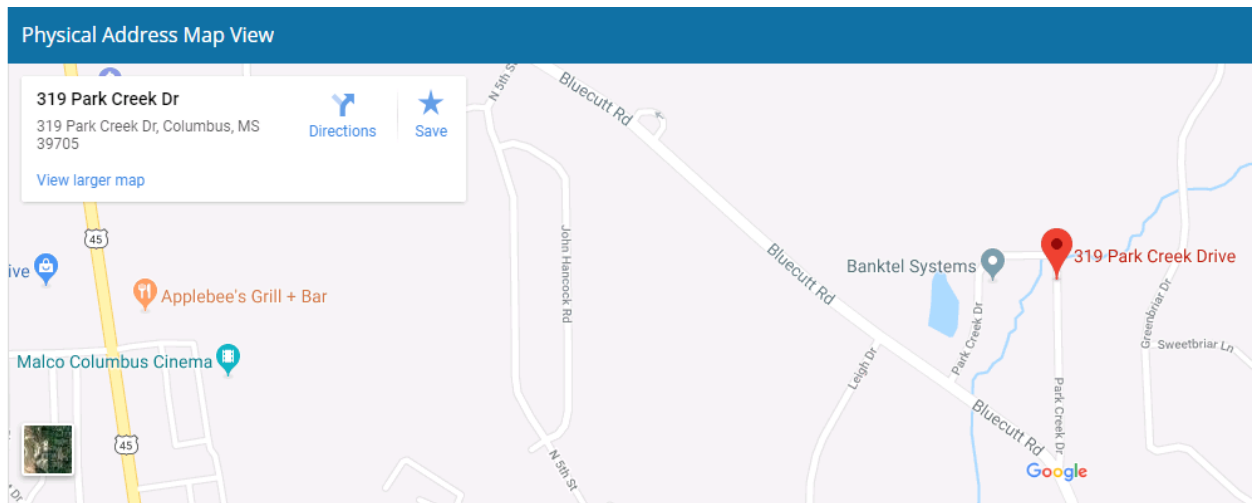 Physical Address Map View
319 Park Creek Dr
319 Park Creek Dr, Columbus, MS
39705
Directions
Save
View larger map
N 5th St
Bluecutt Rd
45
ive
Applebee's Grill + Bar
John Hancock Rd
Bluecutt Rd
Banktel Systems
319 Park Creek Drive
Greenbriar Dr
Sweetbriar Ln
Malco Columbus Cinema
Leigh Dr
Park Creek Dr
Park Creek Dr
Bluecutt Rd
45
N 5th St
Google
Dr